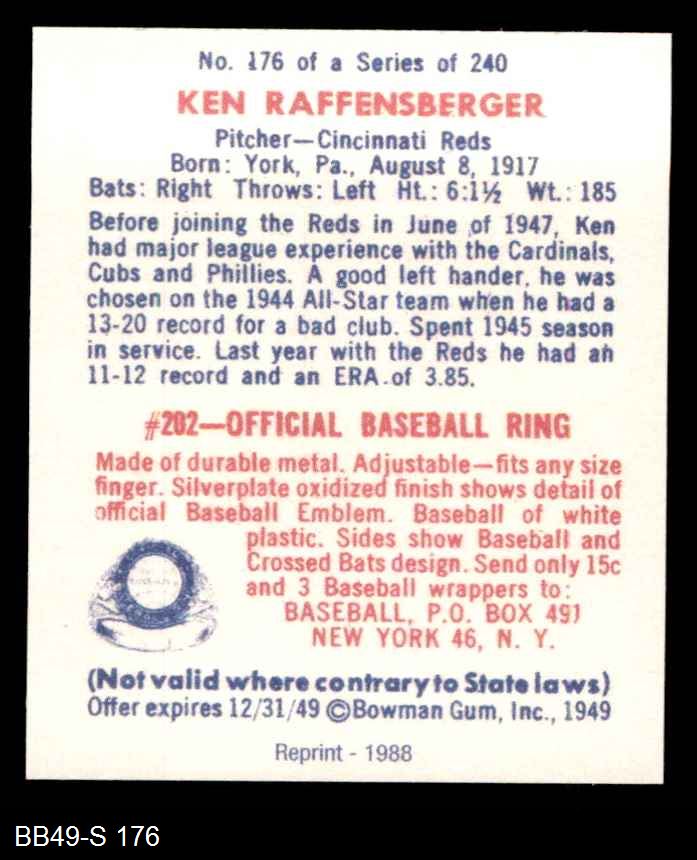 No. 176 of a Series of 240
KEN RAFFENSBERGER
Pitcher—Cincinnati Reds
Born: York, Pa., August 8, 1917
Bats: Right Throws: Left Ht.: 6:1½ Wt.: 185
Before joining the Reds in June of 1947, Ken
had major league experience with the Cardinals,
Cubs and Phillies. A good left hander, he was
chosen on the 1944 All-Star team when he had a
13-20 record for a bad club. Spent 1945 season
in service. Last year with the Reds he had an
11-12 record and an ERA of 3.85.
#202—OFFICIAL BASEBALL RING
Made of durable metal. Adjustable—fits any size
finger. Silverplate oxidized finish shows detail of
official Baseball Emblem. Baseball of white
plastic. Sides show Baseball and
Crossed Bats design. Send only 15c
and 3 Baseball wrappers to:
BASEBALL, P.O. BOX 491
NEW YORK 46, N. Y.
(Not valid where contrary to State laws)
Offer expires 12/31/49 ©Bowman Gum, Inc., 1949
Reprint - 1988
BB49-S 176